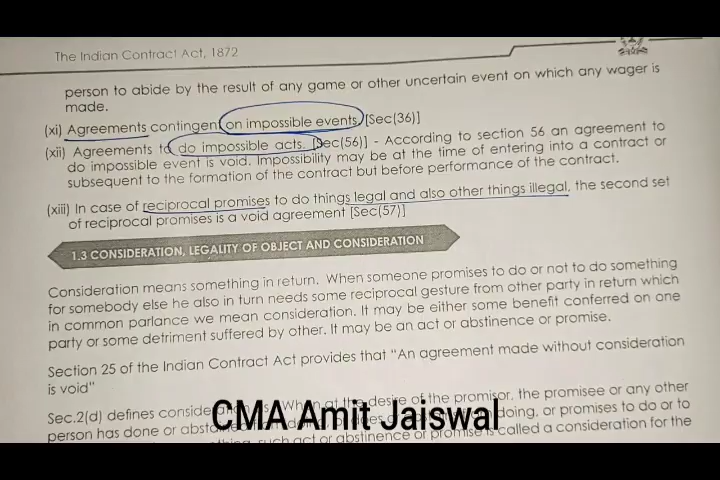 The Indian Contract Act, 1872
person to abide by the result of any game or other uncertain event on which any wager is
made.
(xi) Agreements contingent on impossible events. [Sec(36)]
(xii) Agreements to do impossible acts. [Sec(56)] - According to section 56 an agreement to
do impossible event is void. Impossibility may be at the time of entering into a contract or
subsequent to the formation of the contract but before performance of the contract.
(xiii) In case of reciprocal promises to do things legal and also other things illegal, the second set
of reciprocal promises is a void agreement [Sec(57)]
1.3 CONSIDERATION, LEGALITY OF OBJECT AND CONSIDERATION
Consideration means something in return. When someone promises to do or not to do something
for somebody else he also in turn needs some reciprocal gesture from other party in return which
in common parlance we mean consideration. It may be either some benefit conferred on one
party or some detriment suffered by other. It may be an act or abstinence or promise.
Section 25 of the Indian Contract Act provides that "An agreement made without consideration
is void"
Sec.2(d) defines When at the desire of the promisor, the promisee or any other
CMA Amit Jaiswal
person has done or doing, or promises to do or to
such act or abstinence or promise is called a consideration for the